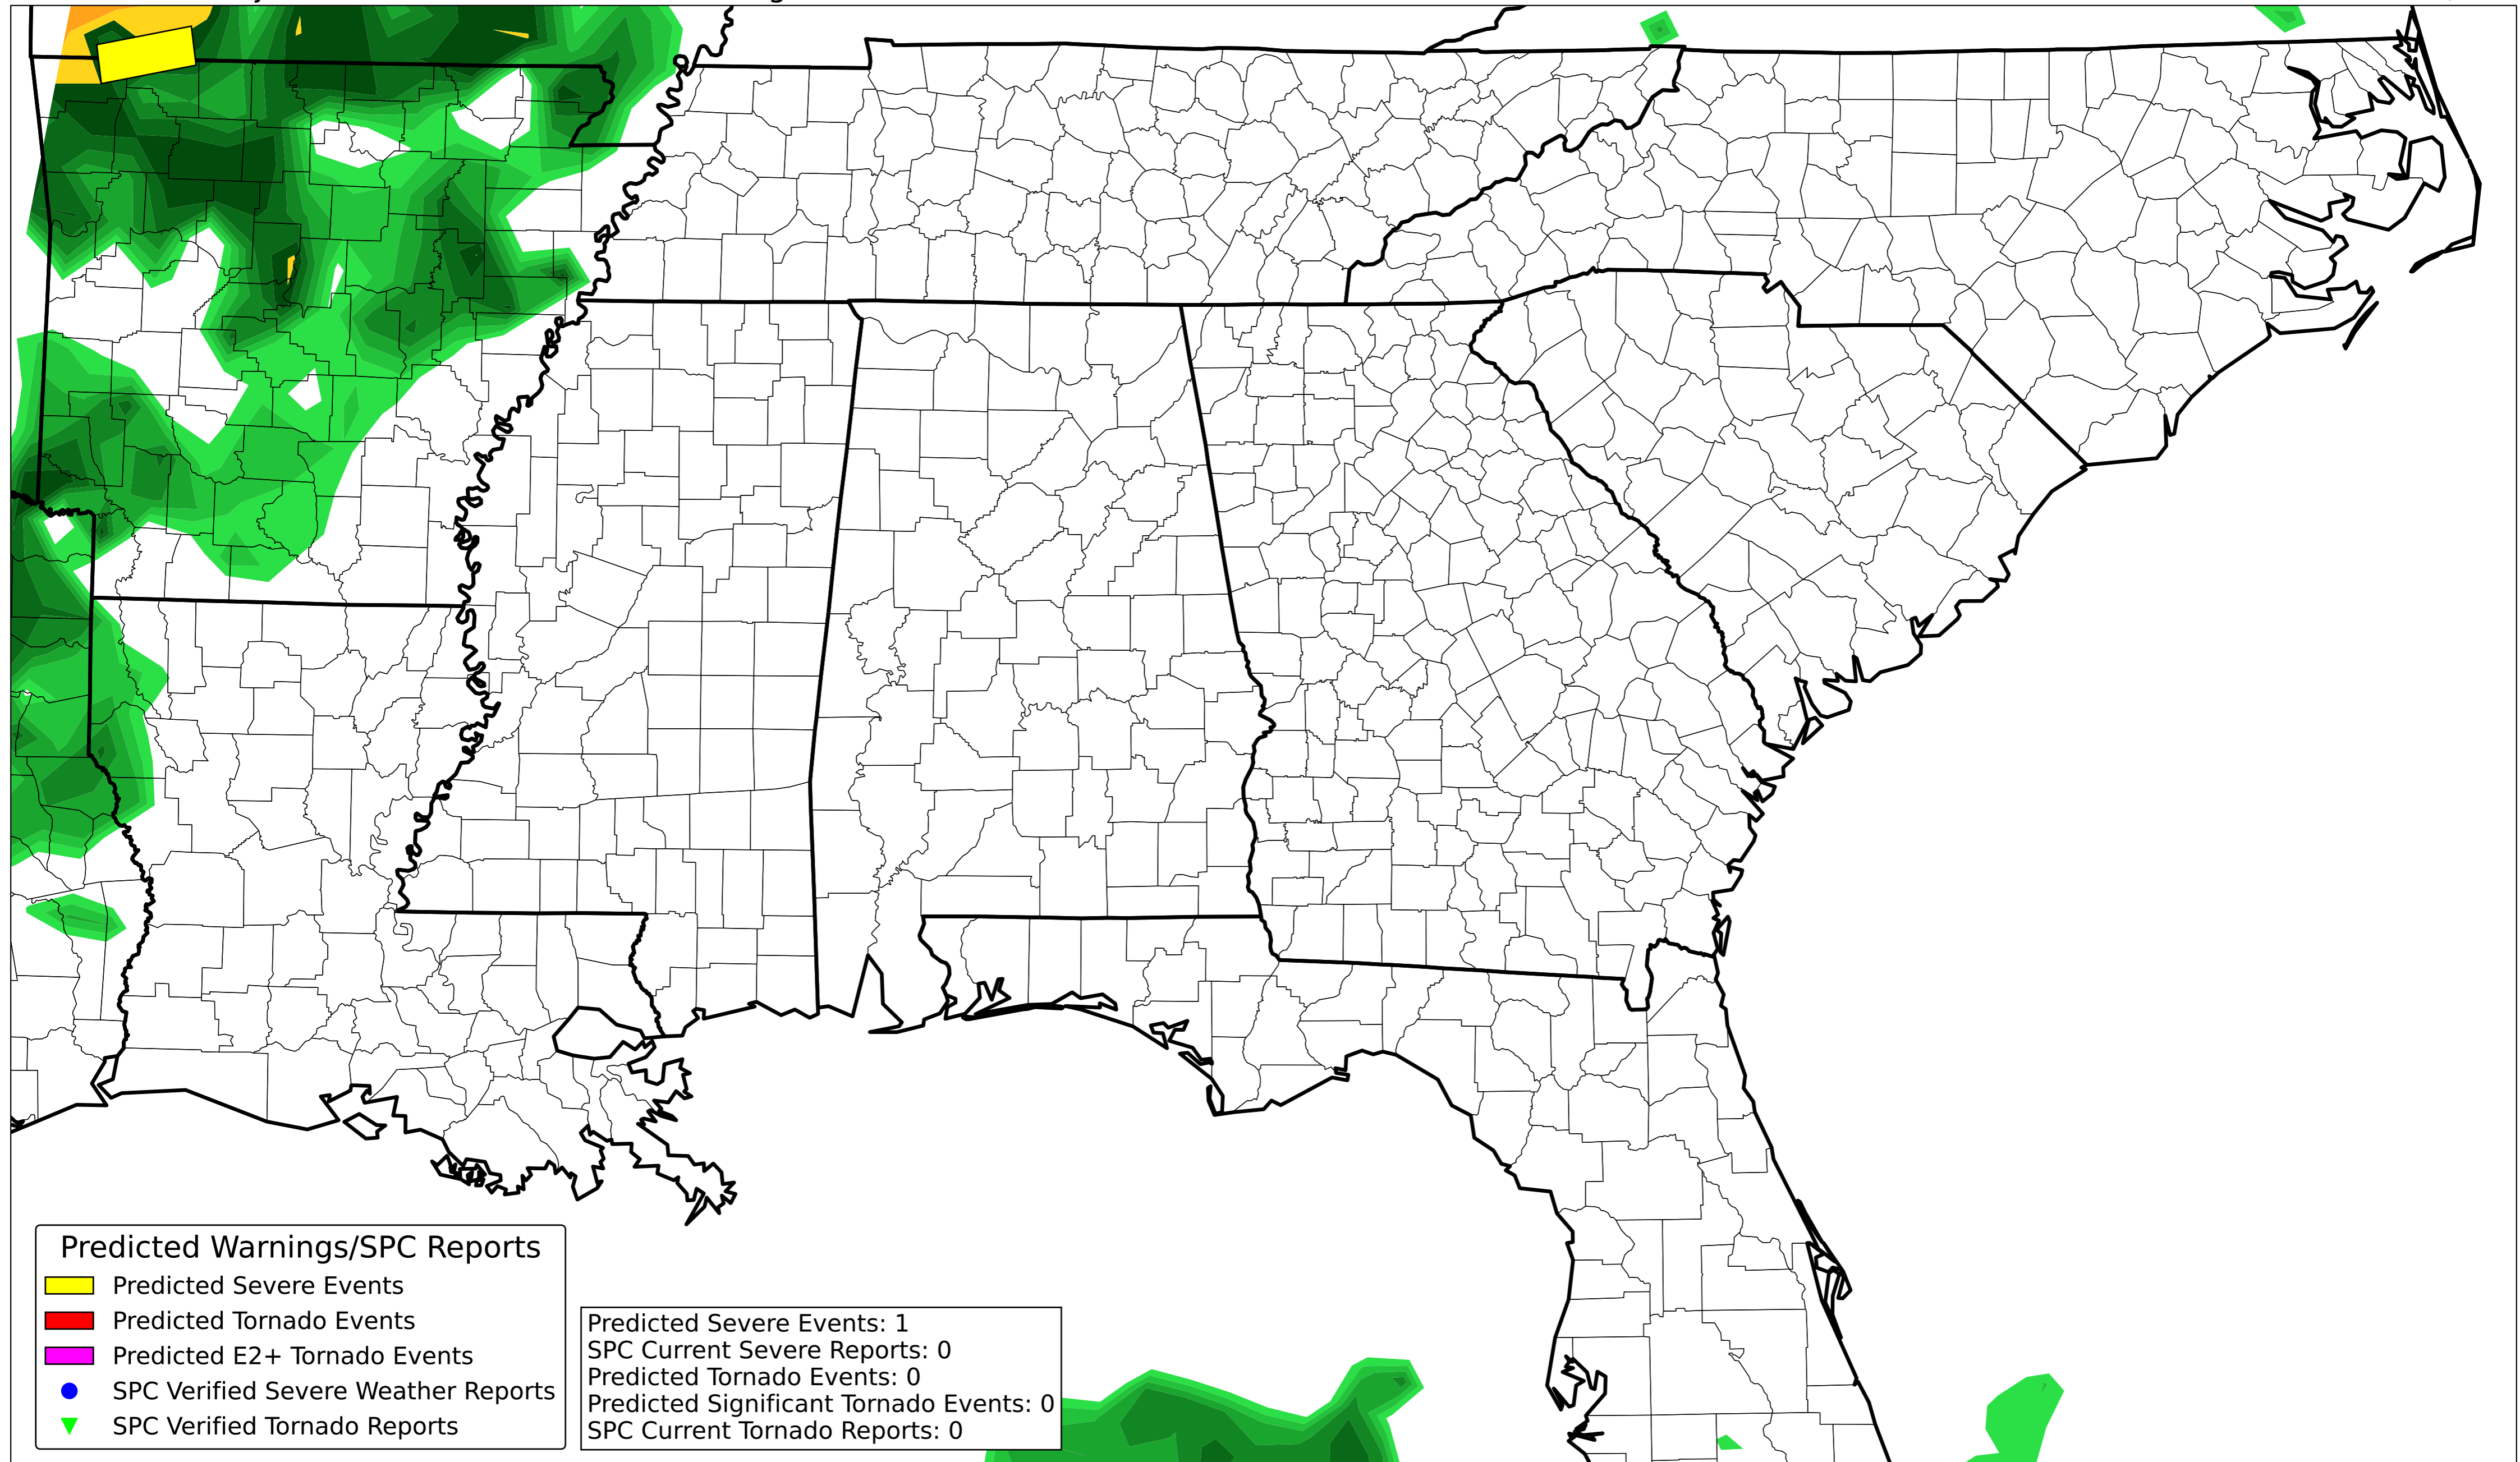 Predicted Warnings/SPC Reports
Predicted Severe Events
Predicted Tornado Events
Predicted E2+ Tornado Events
SPC Verified Severe Weather Reports
SPC Verified Tornado Reports
Predicted Severe Events: 1
SPC Current Severe Reports: 0
Predicted Tornado Events: 0
Predicted Significant Tornado Events: 0
SPC Current Tornado Reports: 0